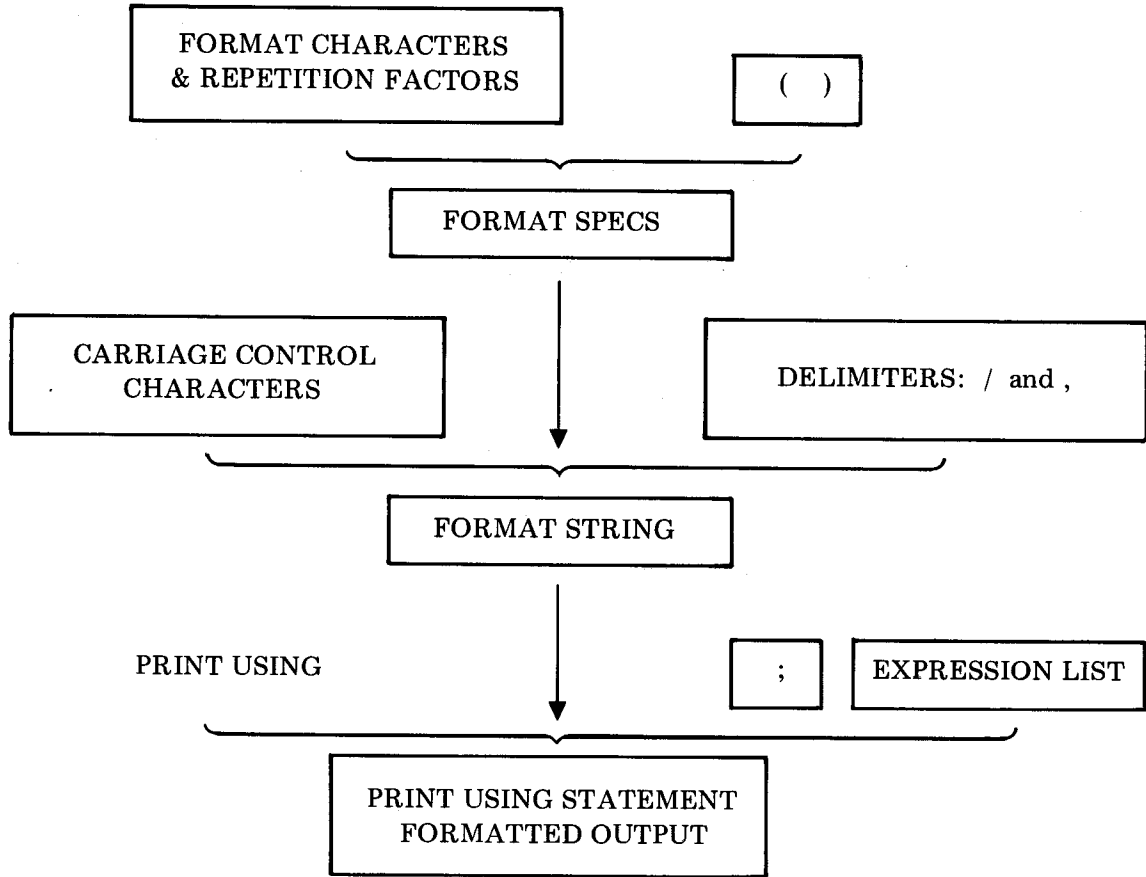 FORMAT CHARACTERS
& REPETITION FACTORS
( )
FORMAT SPECS
CARRIAGE CONTROL
CHARACTERS
DELIMITERS: / and ,
FORMAT STRING
PRINT USING
;
EXPRESSION LIST
PRINT USING STATEMENT
FORMATTED OUTPUT